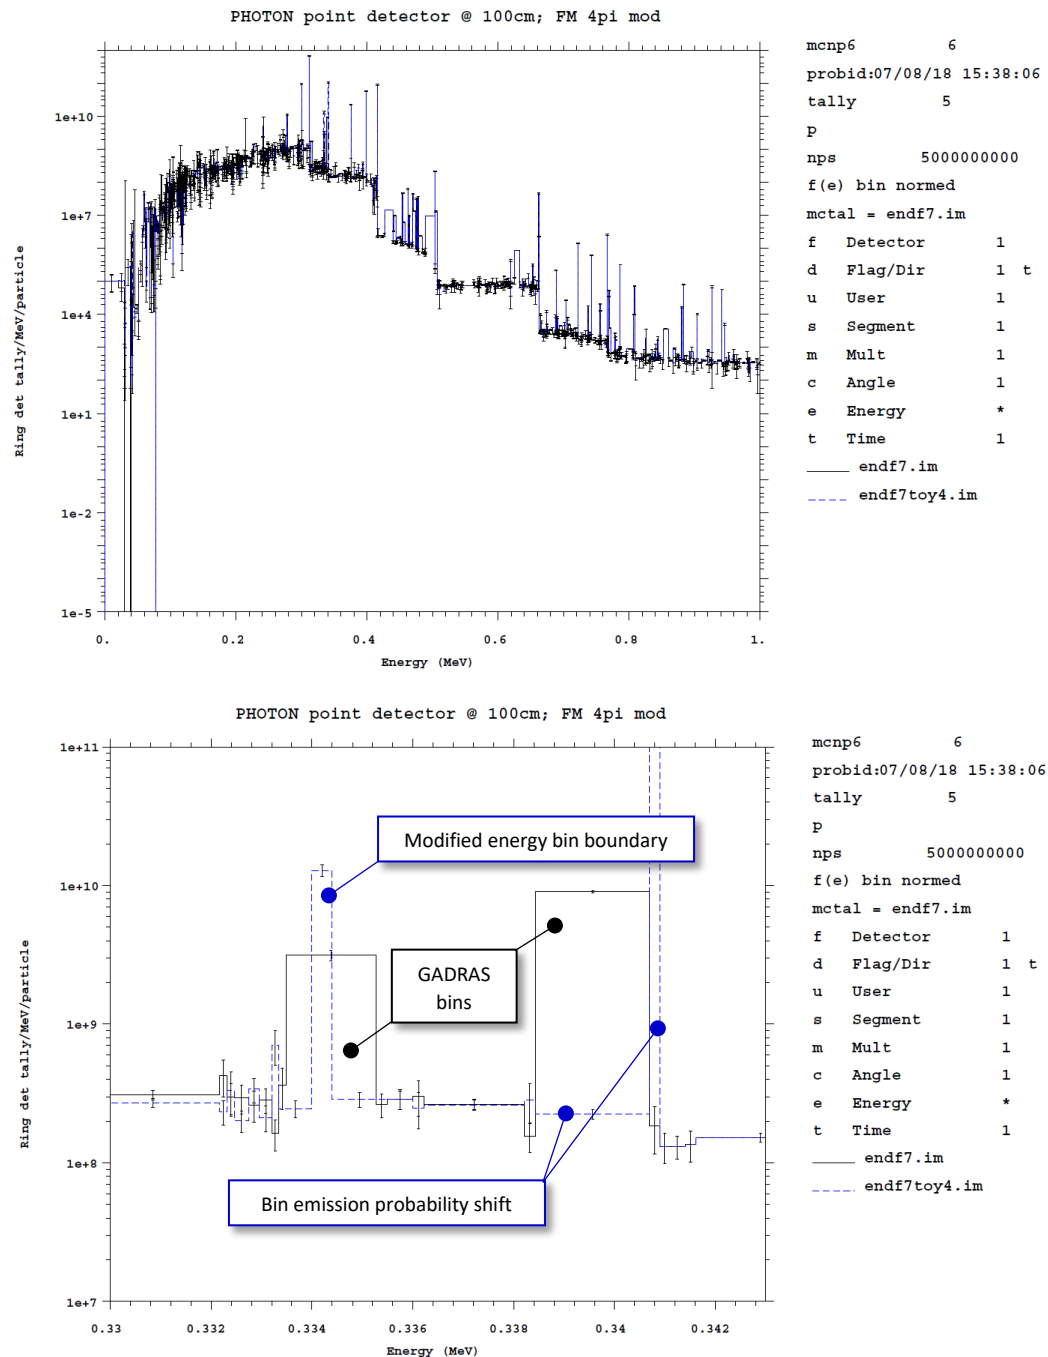 PHOTON point detector @ 100cm; FM 4pi mod
mcnp6 6
probid:07/08/18 15:38:06
tally 5
p
nps 5000000000
f(e) bin normed
mctal = endf7.im
f Detector 1
d Flag/Dir 1 t
u User 1
s Segment 1
m Mult 1
c Angle 1
e Energy *
t Time 1
endf7.im
endf7toy4.im
Ring det tally/MeV/particle
1e+10
1e+7
1e+4
1e+1
1e-2
1e-5
0. 0.2 0.4 0.6 0.8 1.
Energy (MeV)
PHOTON point detector @ 100cm; FM 4pi mod
mcnp6 6
probid:07/08/18 15:38:06
tally 5
p
nps 5000000000
f(e) bin normed
mctal = endf7.im
f Detector 1
d Flag/Dir 1 t
u User 1
s Segment 1
m Mult 1
c Angle 1
e Energy *
t Time 1
endf7.im
endf7toy4.im
Ring det tally/MeV/particle
1e+11
1e+10
1e+9
1e+8
1e+7
Modified energy bin boundary
GADRAS
bins
Bin emission probability shift
0.33 0.332 0.334 0.336 0.338 0.34 0.342
Energy (MeV)